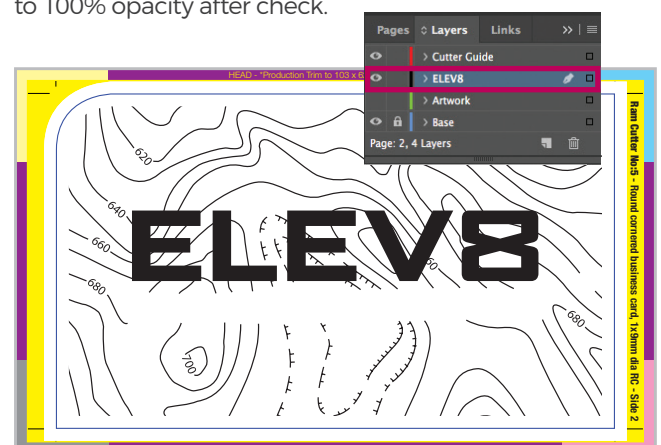 to 100% opacity after check.
Pages Layers Links
Cutter Guide
ELEV8
Artwork
Base
Page: 2, 4 Layers
HEAD - *Production Trim to 103 x 6
620
640
660
680
ELEV8
60
680
700
Ram Cutter No:5 - Round cornered business card, 1x9mm dia RC - Side 2